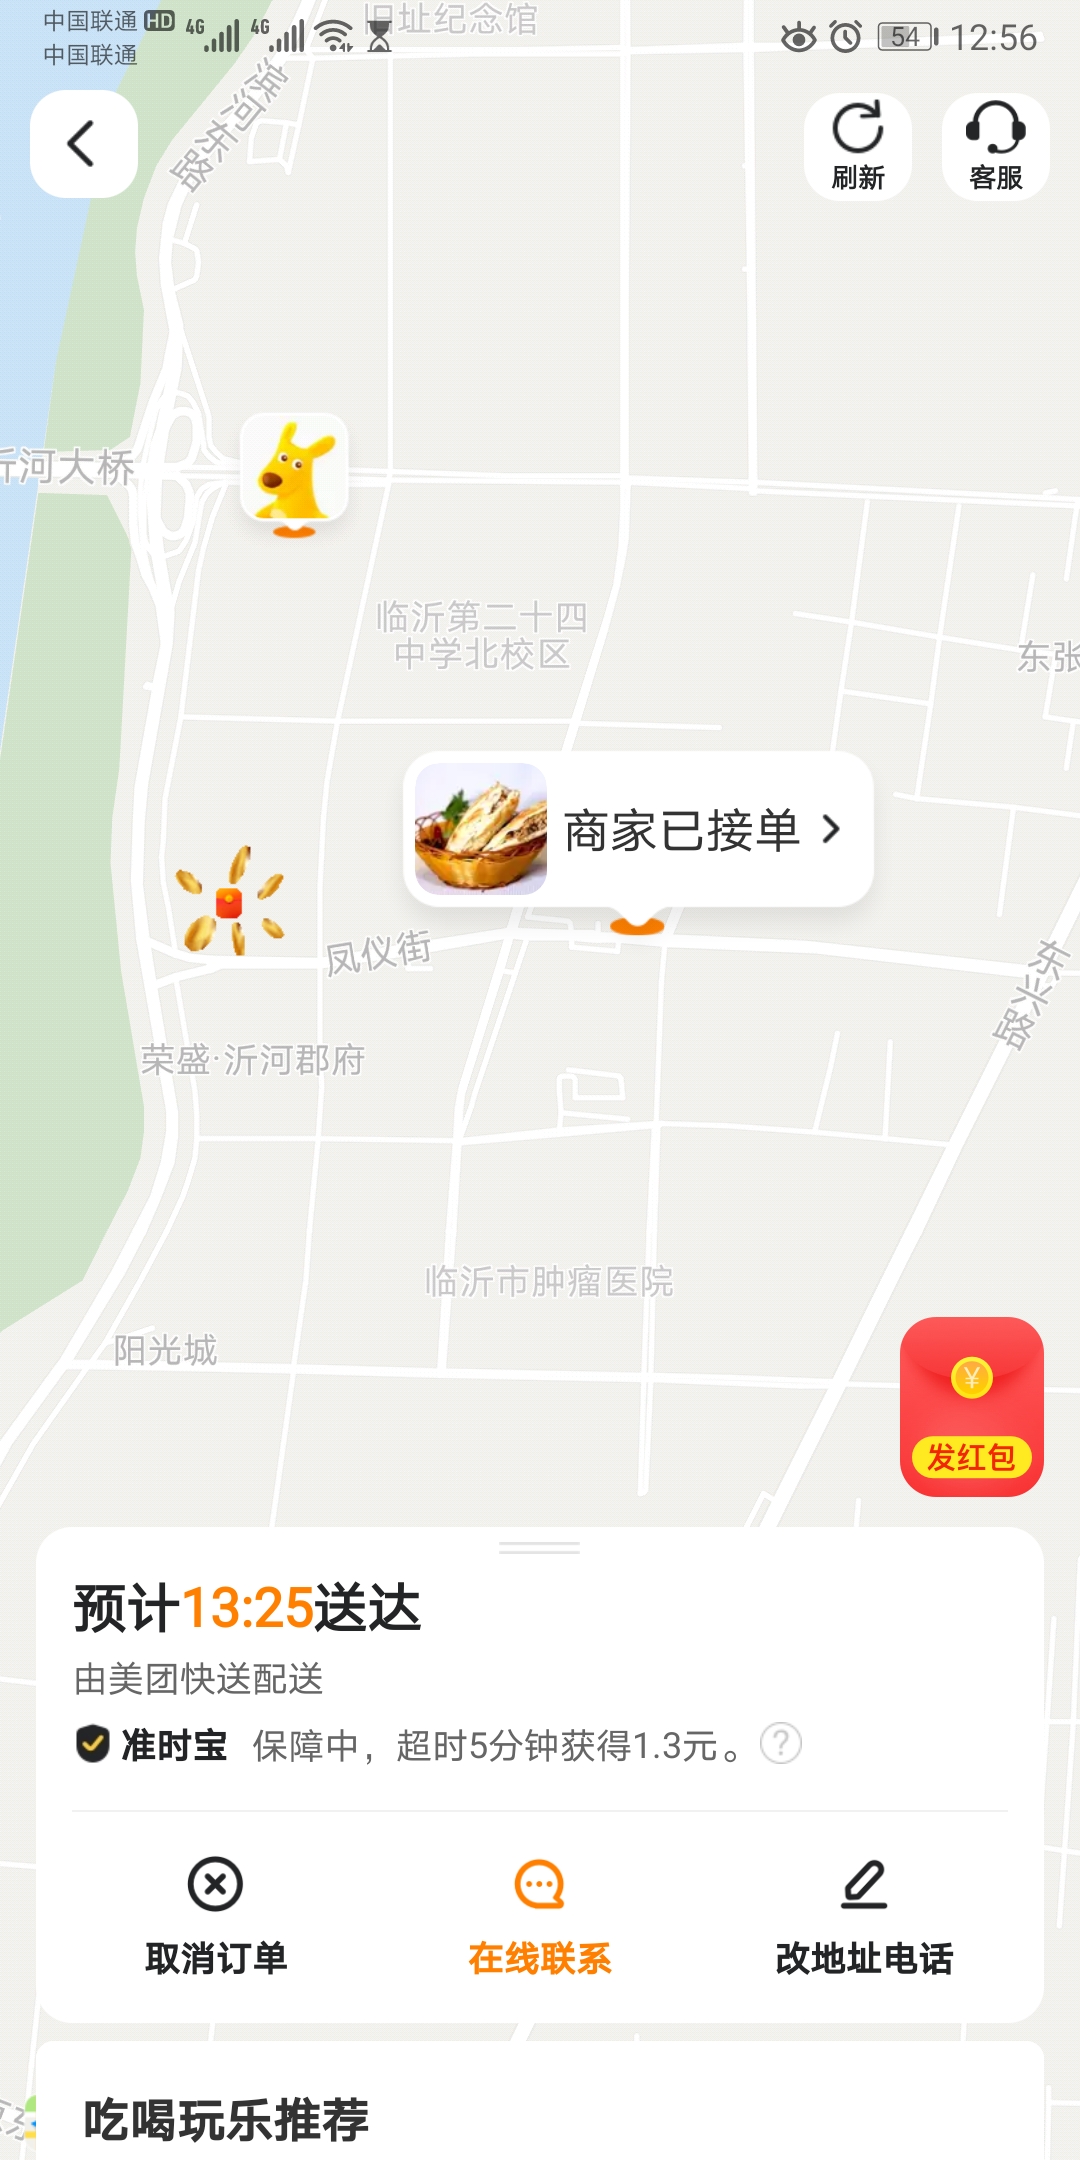 中国联通 HD 4G 4G 54 12:56
中国联通
旧址纪念馆
滨河东路
刷新
客服
沂河大桥
临沂第二十四
中学北校区
东张
商家已接单
凤仪街
东兴路
荣盛·沂河郡府
临沂市肿瘤医院
阳光城
¥
发红包
预计13:25送达
由美团快送配送
准时宝 保障中，超时5分钟获得1.3元。?
取消订单
在线联系
改地址电话
吃喝玩乐推荐